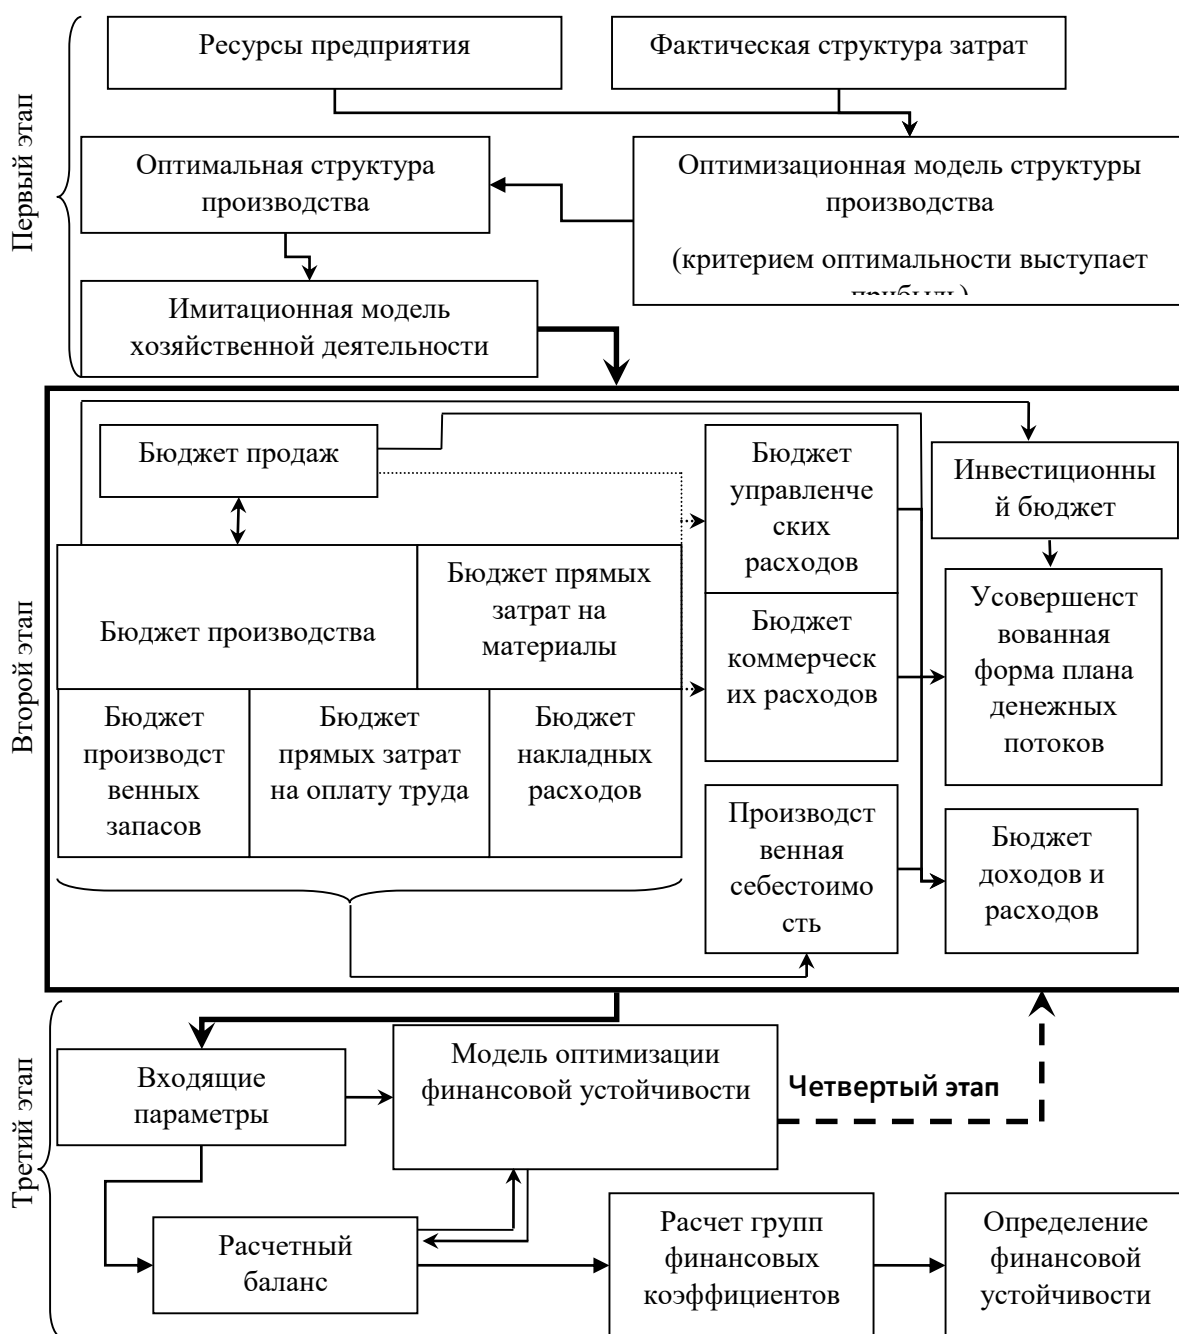 Первый этап
Ресурсы предприятия
Фактическая структура затрат
Оптимальная структура
производства
Оптимизационная модель структуры
производства
(критерием оптимальности выступает
прибыль)
Имитационная модель
хозяйственной деятельности
Второй этап
Бюджет продаж
Бюджет
управленче
ских
расходов
Инвестиционны
й бюджет
Бюджет производства
Бюджет прямых
затрат на
материалы
Бюджет
коммерческ
их расходов
Усовершенст
вованная
форма плана
денежных
потоков
Бюджет
производст
венных
запасов
Бюджет
прямых затрат
на оплату труда
Бюджет
накладных
расходов
Производст
венная
себестоимо
сть
Бюджет
доходов и
расходов
Третий этап
Входящие
параметры
Модель оптимизации
финансовой устойчивости
Четвертый этап
Расчетный
баланс
Расчет групп
финансовых
коэффициентов
Определение
финансовой
устойчивости